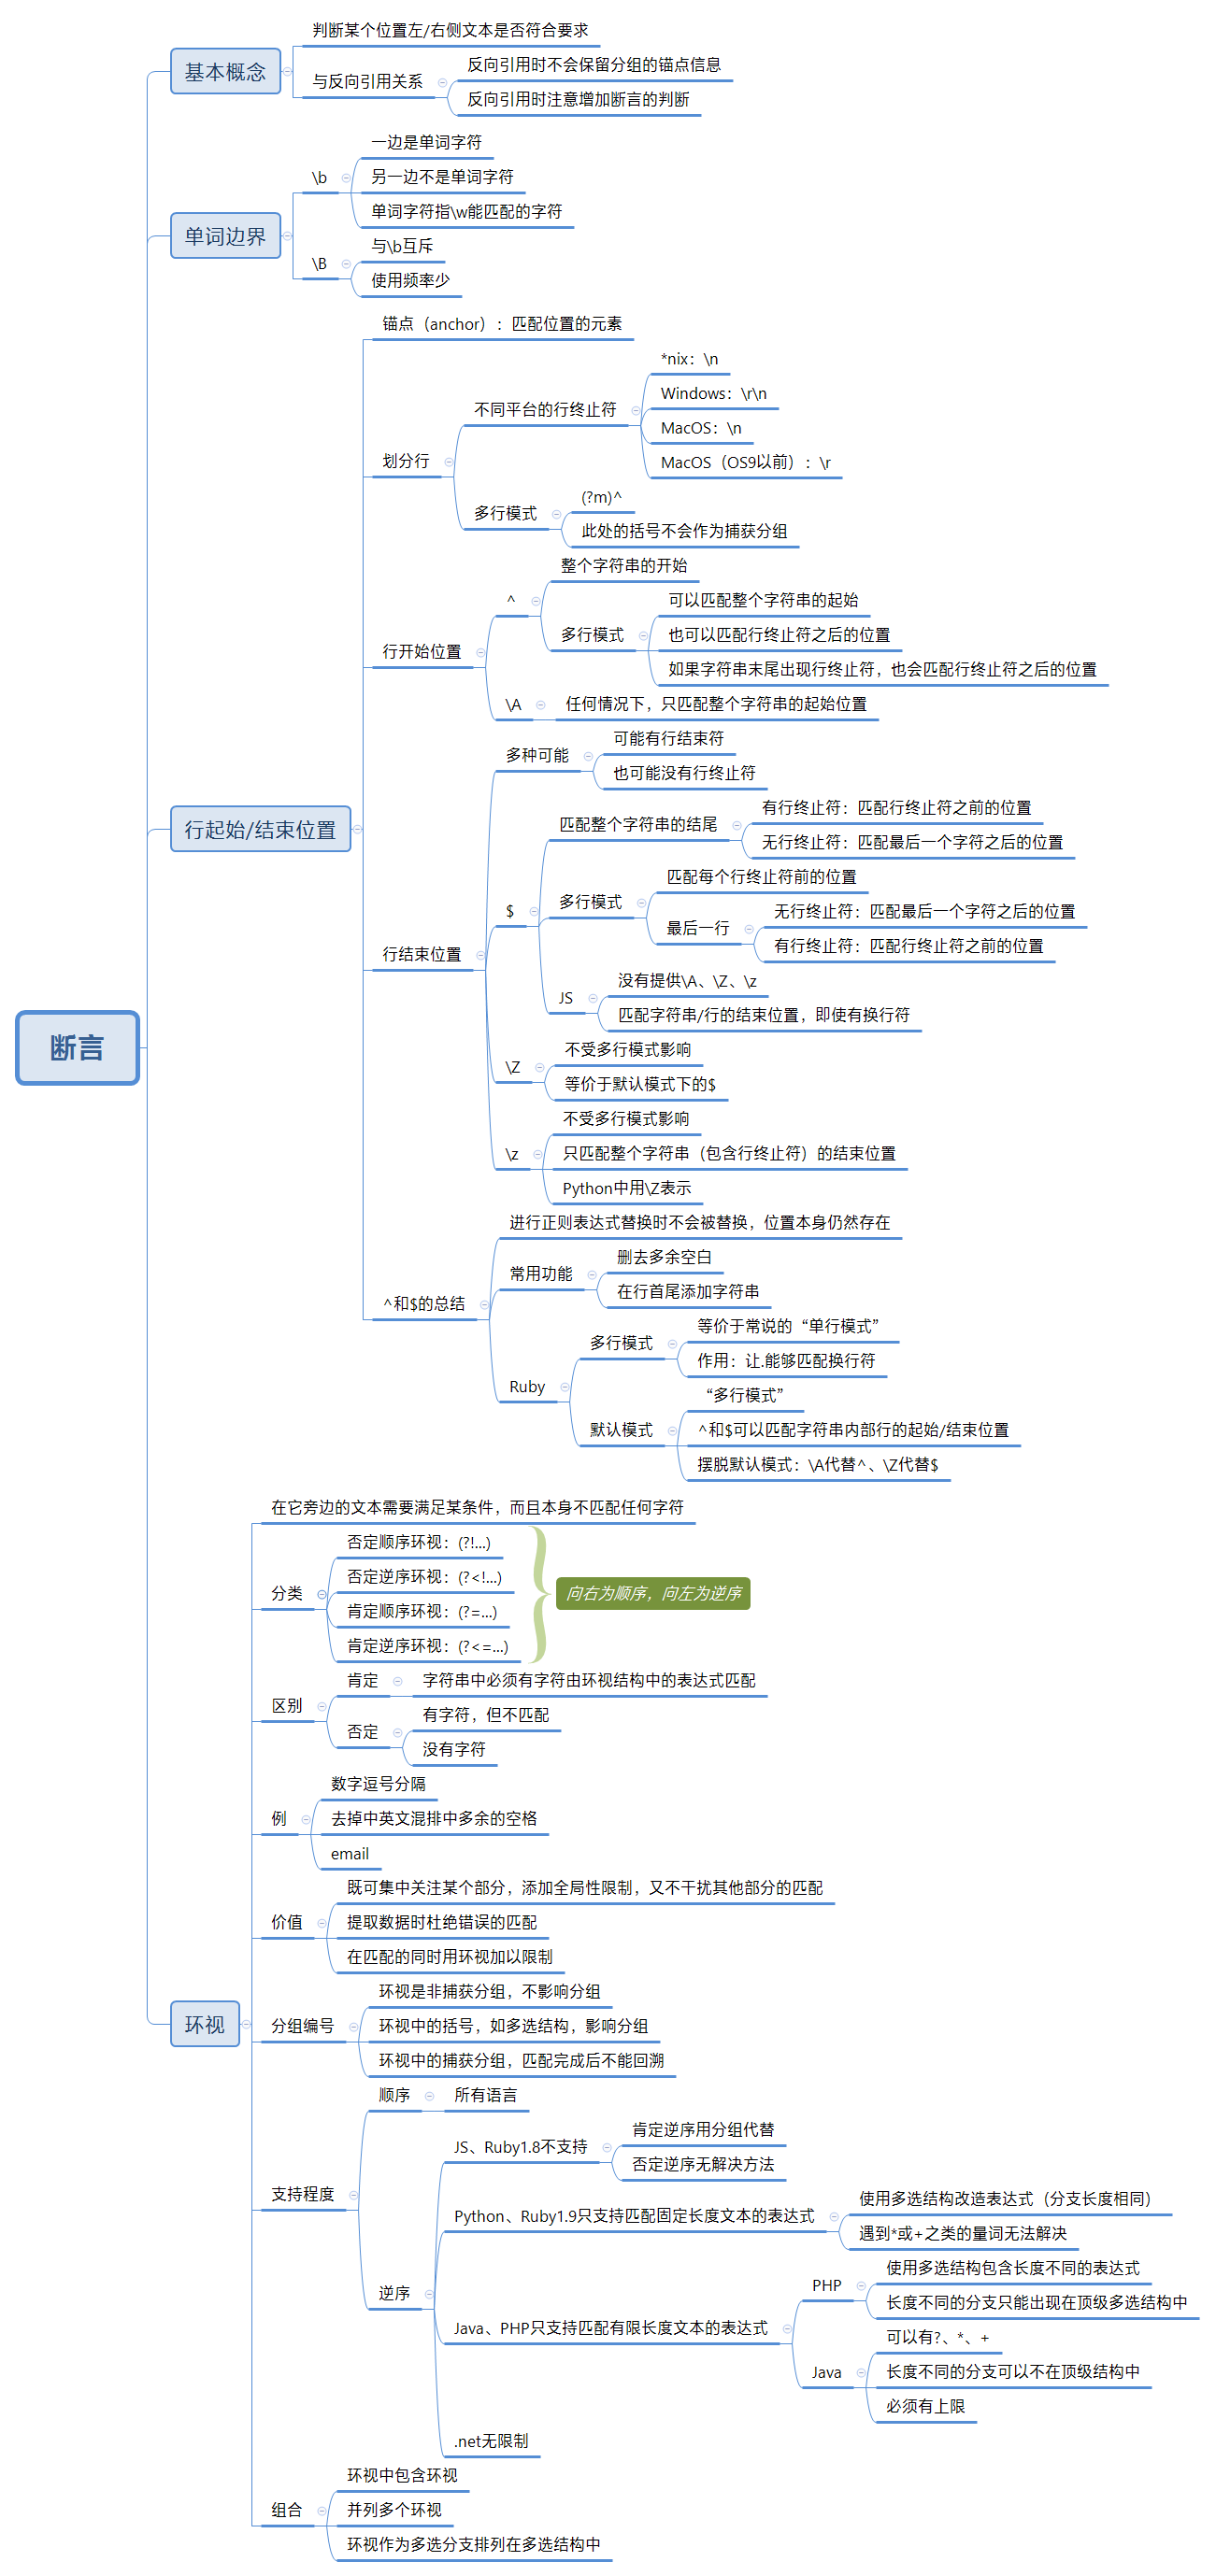 断言
基本概念
判断某个位置左/右侧文本是否符合要求
与反向引用关系
反向引用时不会保留分组的锚点信息
反向引用时注意增加断言的判断
单词边界
\b
一边是单词字符
另一边不是单词字符
单词字符指\w能匹配的字符
\B
与\b互斥
使用频率少
行起始/结束位置
锚点（anchor）：匹配位置的元素
划分行
不同平台的行终止符
*nix：\n
Windows：\r\n
MacOS：\n
MacOS（OS9以前）：\r
多行模式
(?m)^
此处的括号不会作为捕获分组
行开始位置
^
整个字符串的开始
多行模式
可以匹配整个字符串的起始
也可以匹配行终止符之后的位置
如果字符串末尾出现行终止符，也会匹配行终止符之后的位置
\A
任何情况下，只匹配整个字符串的起始位置
行结束位置
多种可能
可能有行结束符
也可能没有行终止符
$
匹配整个字符串的结尾
有行终止符：匹配行终止符之前的位置
无行终止符：匹配最后一个字符之后的位置
多行模式
匹配每个行终止符前的位置
最后一行
无行终止符：匹配最后一个字符之后的位置
有行终止符：匹配行终止符之前的位置
JS
没有提供\A、\Z、\z
匹配字符串/行的结束位置，即使有换行符
\Z
不受多行模式影响
等价于默认模式下的$
\z
不受多行模式影响
只匹配整个字符串（包含行终止符）的结束位置
Python中用\Z表示
^和$的总结
进行正则表达式替换时不会被替换，位置本身仍然存在
常用功能
删去多余空白
在行首尾添加字符串
Ruby
多行模式
等价于常说的“单行模式”
作用：让.能够匹配换行符
默认模式
“多行模式”
^和$可以匹配字符串内部行的起始/结束位置
摆脱默认模式：\A代替^、\Z代替$
环视
在它旁边的文本需要满足某条件，而且本身不匹配任何字符
分类
否定顺序环视：(?!...)
否定逆序环视：(?<!...)
肯定顺序环视：(?=...)
肯定逆序环视：(?<=...)
向右为顺序，向左为逆序
区别
肯定
字符串中必须有字符由环视结构中的表达式匹配
否定
有字符，但不匹配
没有字符
例
数字逗号分隔
去掉中英文混排中多余的空格
email
价值
既可集中关注某个部分，添加全局性限制，又不干扰其他部分的匹配
提取数据时杜绝错误的匹配
在匹配的同时用环视加以限制
分组编号
环视是非捕获分组，不影响分组
环视中的括号，如多选结构，影响分组
环视中的捕获分组，匹配完成后不能回溯
支持程度
顺序
所有语言
逆序
JS、Ruby1.8不支持
肯定逆序用分组代替
否定逆序无解决方法
Python、Ruby1.9只支持匹配固定长度文本的表达式
使用多选结构改造表达式（分支长度相同）
遇到*或+之类的量词无法解决
Java、PHP只支持匹配有限长度文本的表达式
PHP
使用多选结构包含长度不同的表达式
长度不同的分支只能出现在顶级多选结构中
Java
可以有?、*、+
长度不同的分支可以不在顶级结构中
必须有上限
.net无限制
组合
环视中包含环视
并列多个环视
环视作为多选分支排列在多选结构中